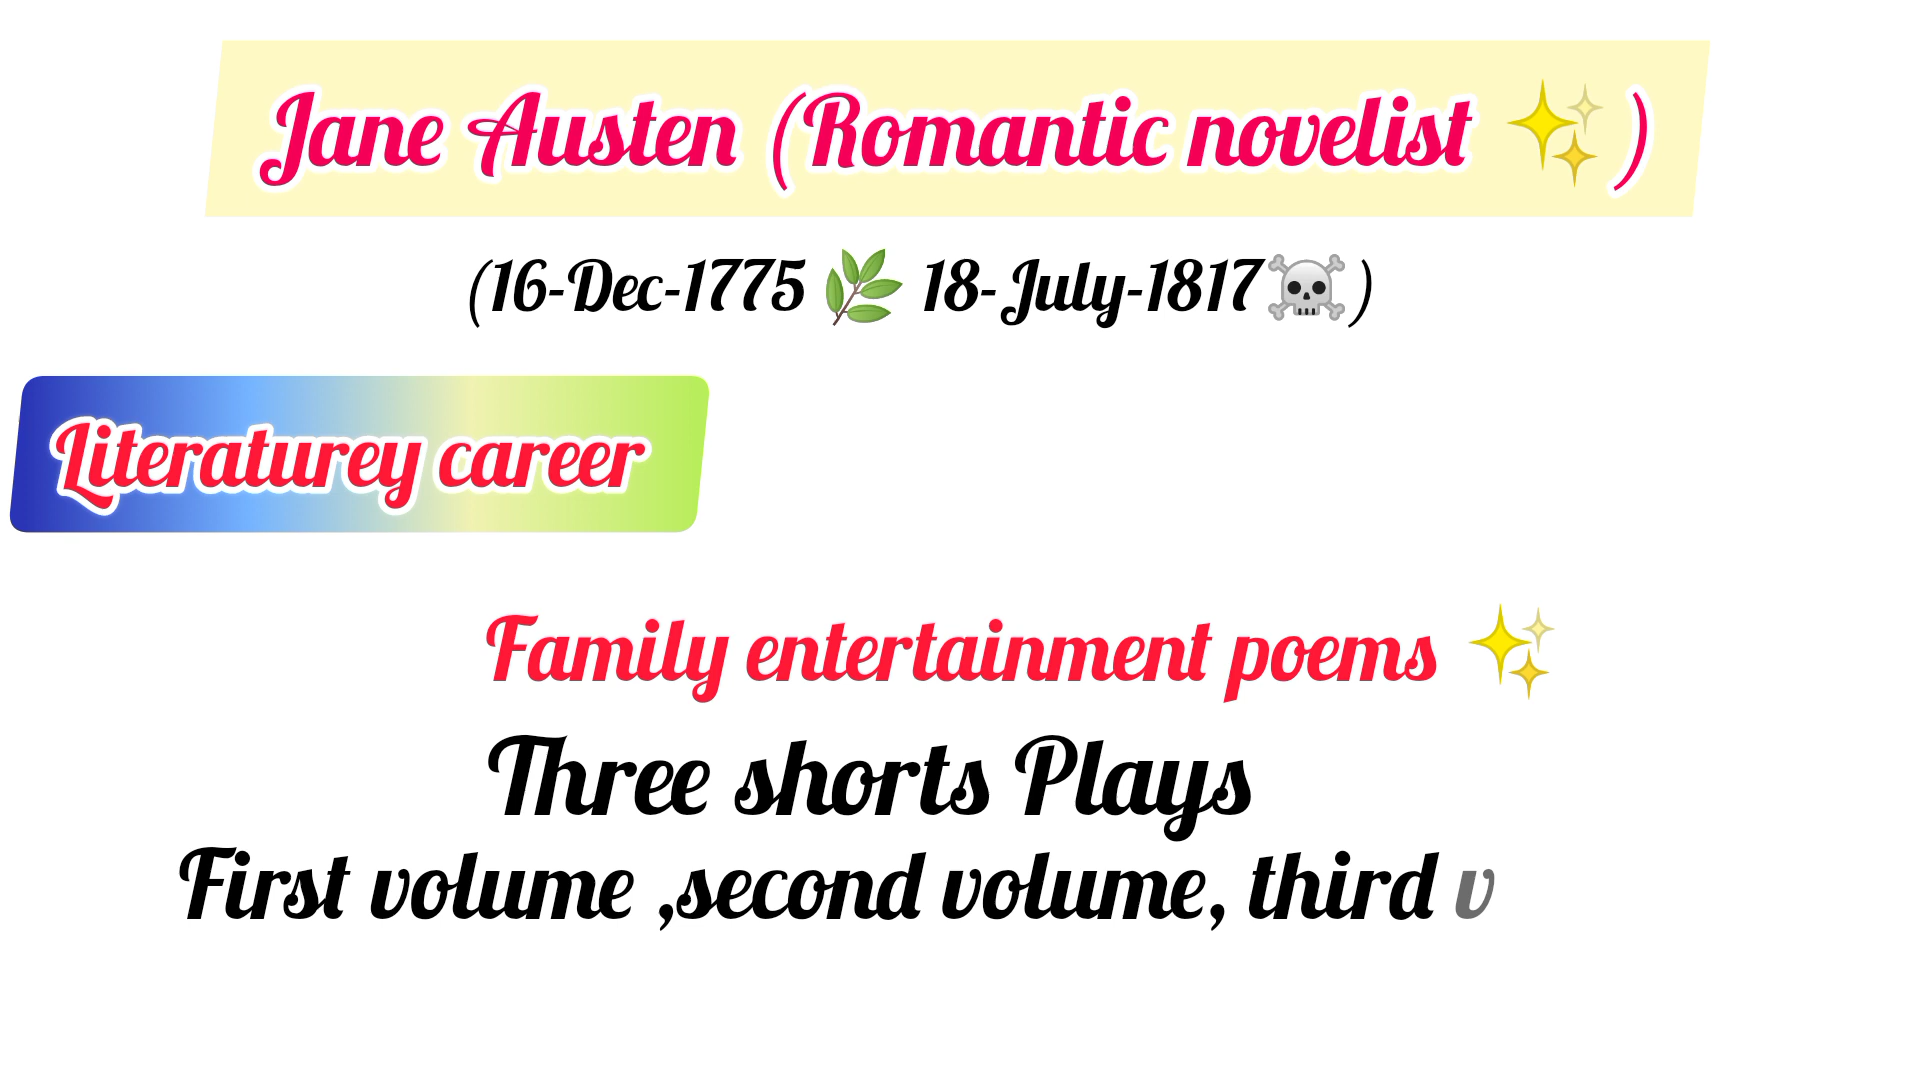 Jane Austen (Romantic novelist ✨)
(16-Dec-1775 🌿 18-July-1817☠️)
Literaturey career
Family entertainment poems ✨
Three shorts Plays
First volume ,second volume, third v